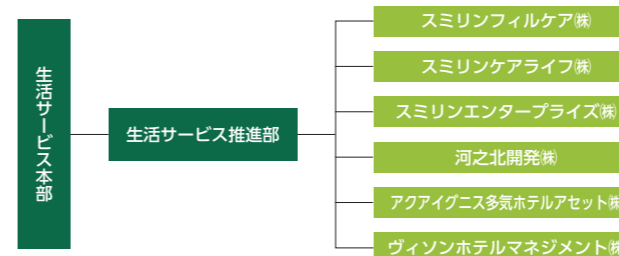 生活サービス本部
生活サービス推進部
スミリンフィルケア㈱
スミリンケアライフ㈱
スミリンエンタープライズ㈱
河之北開発㈱
アクアイグニス多気ホテルアセット㈱
ヴィソンホテルマネジメント㈱